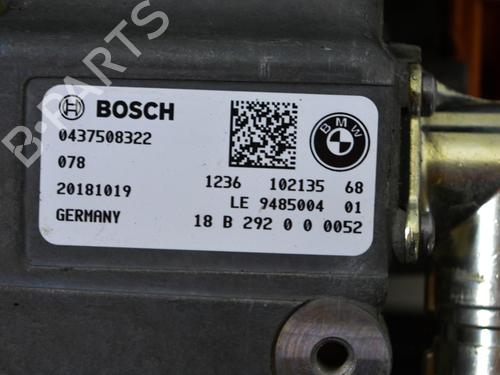 BOSCH
0437508322
078
20181019
GERMANY
BMW
1236 102135 68
LE 9485004 01
18 B 292 0 0 0052
B-PARTS